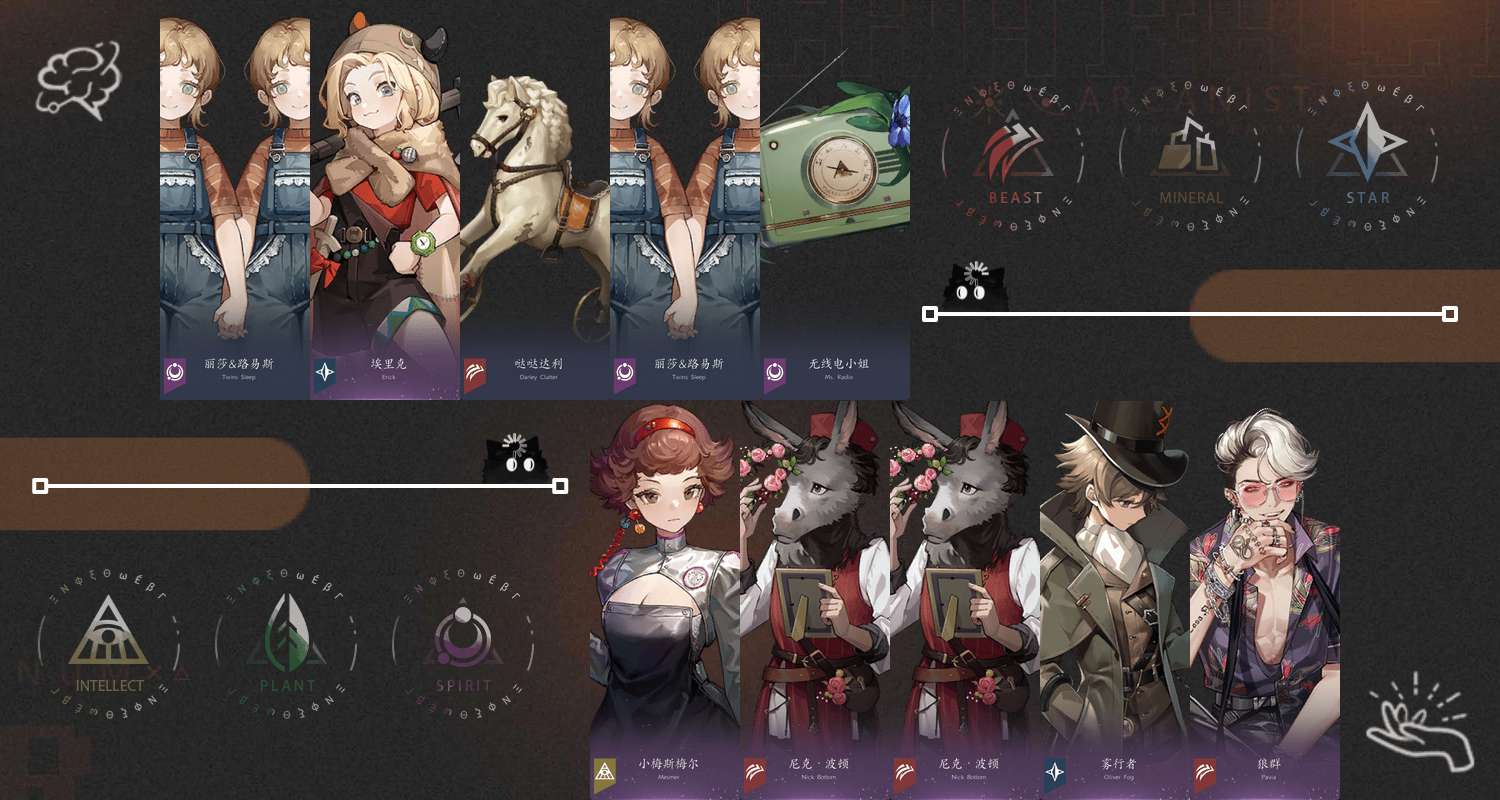 丽莎&路易斯
Twins Sleep
埃里克
Erick
哒哒达利
Darley Clatter
丽莎&路易斯
Twins Sleep
无线电小姐
Ms. Radio
ARCANIST
BEAST
MINERAL
STAR
INTELLECT
PLANT
SPIRIT
小梅斯梅尔
Mesmer
尼克·波顿
Nick Bottom
尼克·波顿
Nick Bottom
雾行者
Oliver Fog
狼群
Pavia